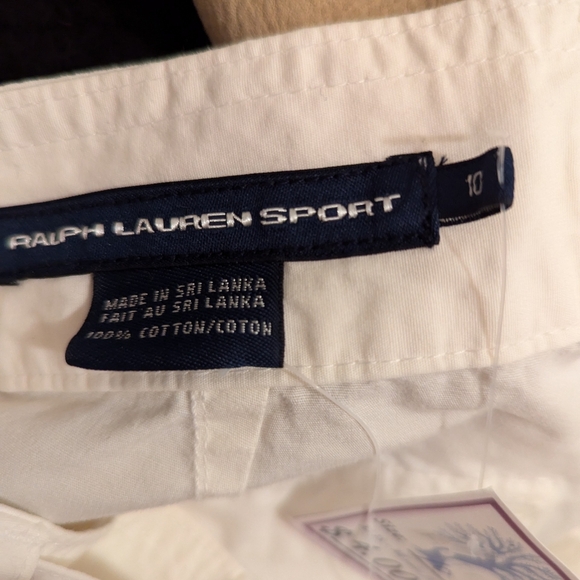 RALPH LAUREN SPORT
10
MADE IN SRI LANKA
FAIT AU SRI LANKA
100% COTTON/COTON